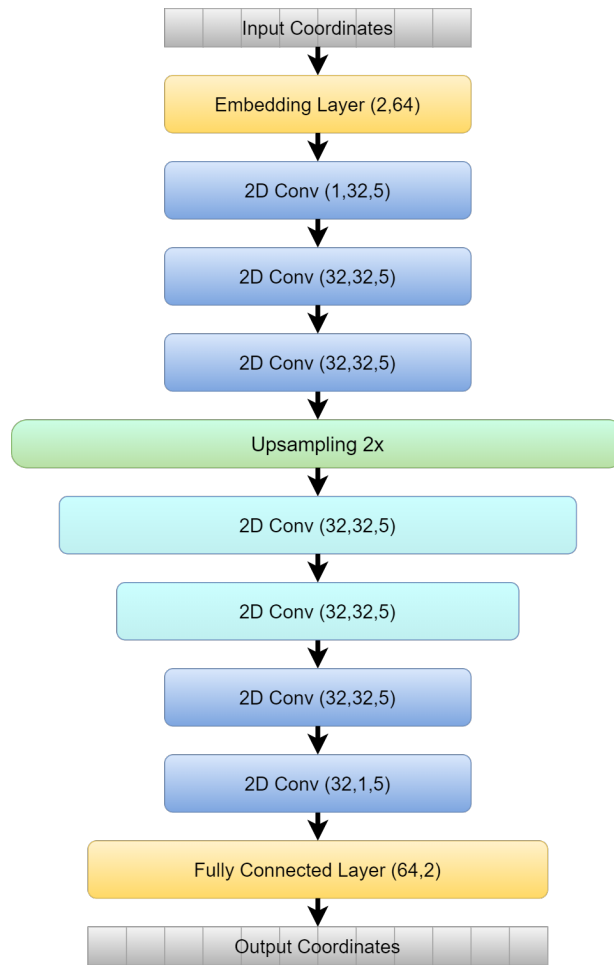 Input Coordinates
Embedding Layer (2,64)
2D Conv (1,32,5)
2D Conv (32,32,5)
2D Conv (32,32,5)
Upsampling 2x
2D Conv (32,32,5)
2D Conv (32,32,5)
2D Conv (32,32,5)
2D Conv (32,1,5)
Fully Connected Layer (64,2)
Output Coordinates